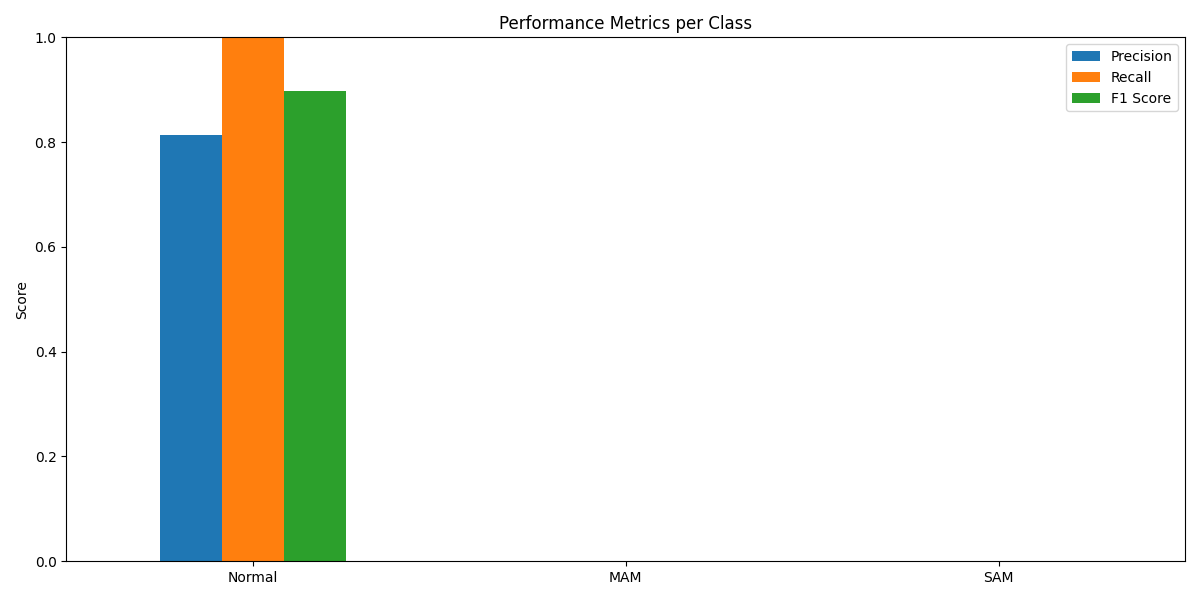 Performance Metrics per Class
Precision
Recall
F1 Score
Score
1.0
0.8
0.6
0.4
0.2
0.0
Normal
MAM
SAM